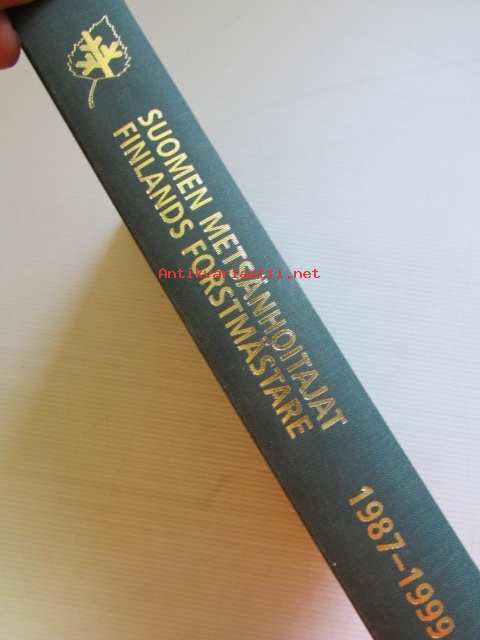 SUOMEN METSÄNHOITAJAT
FINLANDS FORSTMÄSTARE
1987–1999
Antikvariaatti.net